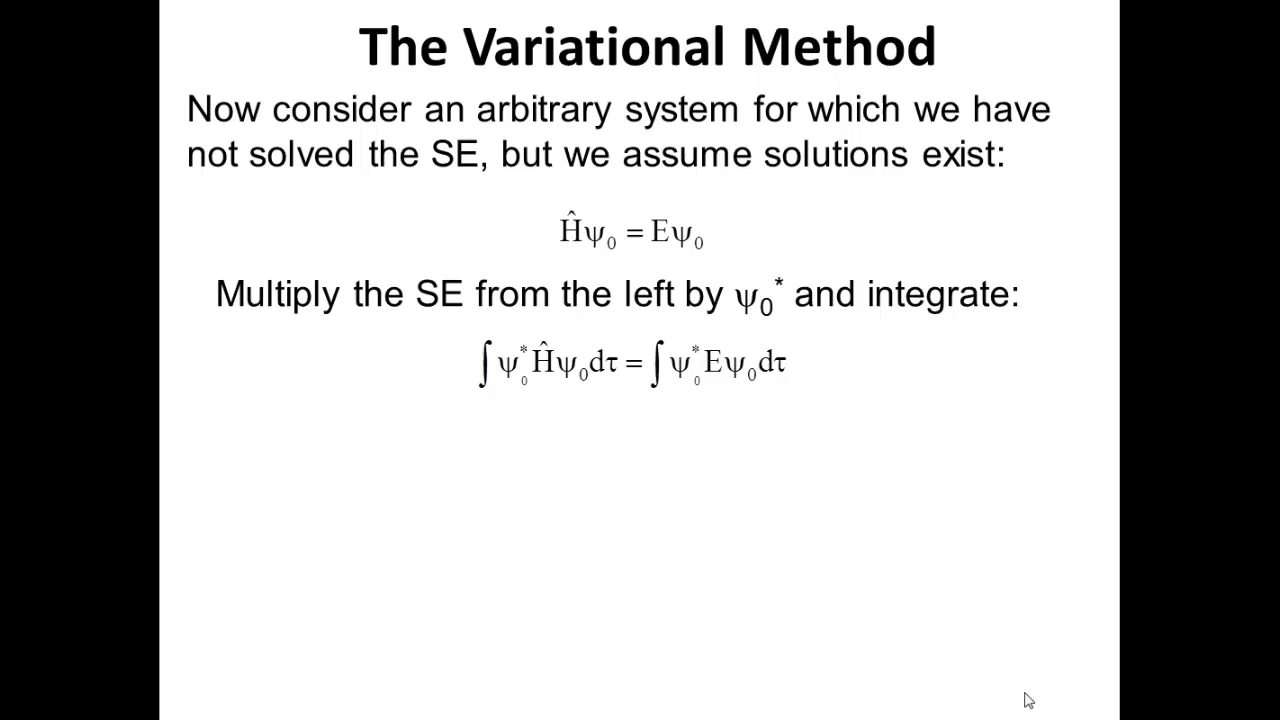 The Variational Method
Now consider an arbitrary system for which we have
not solved the SE, but we assume solutions exist:
Ĥψ₀ = Eψ₀
Multiply the SE from the left by ψ₀* and integrate:
∫ψ₀*Ĥψ₀dτ = ∫ψ₀*Eψ₀dτ